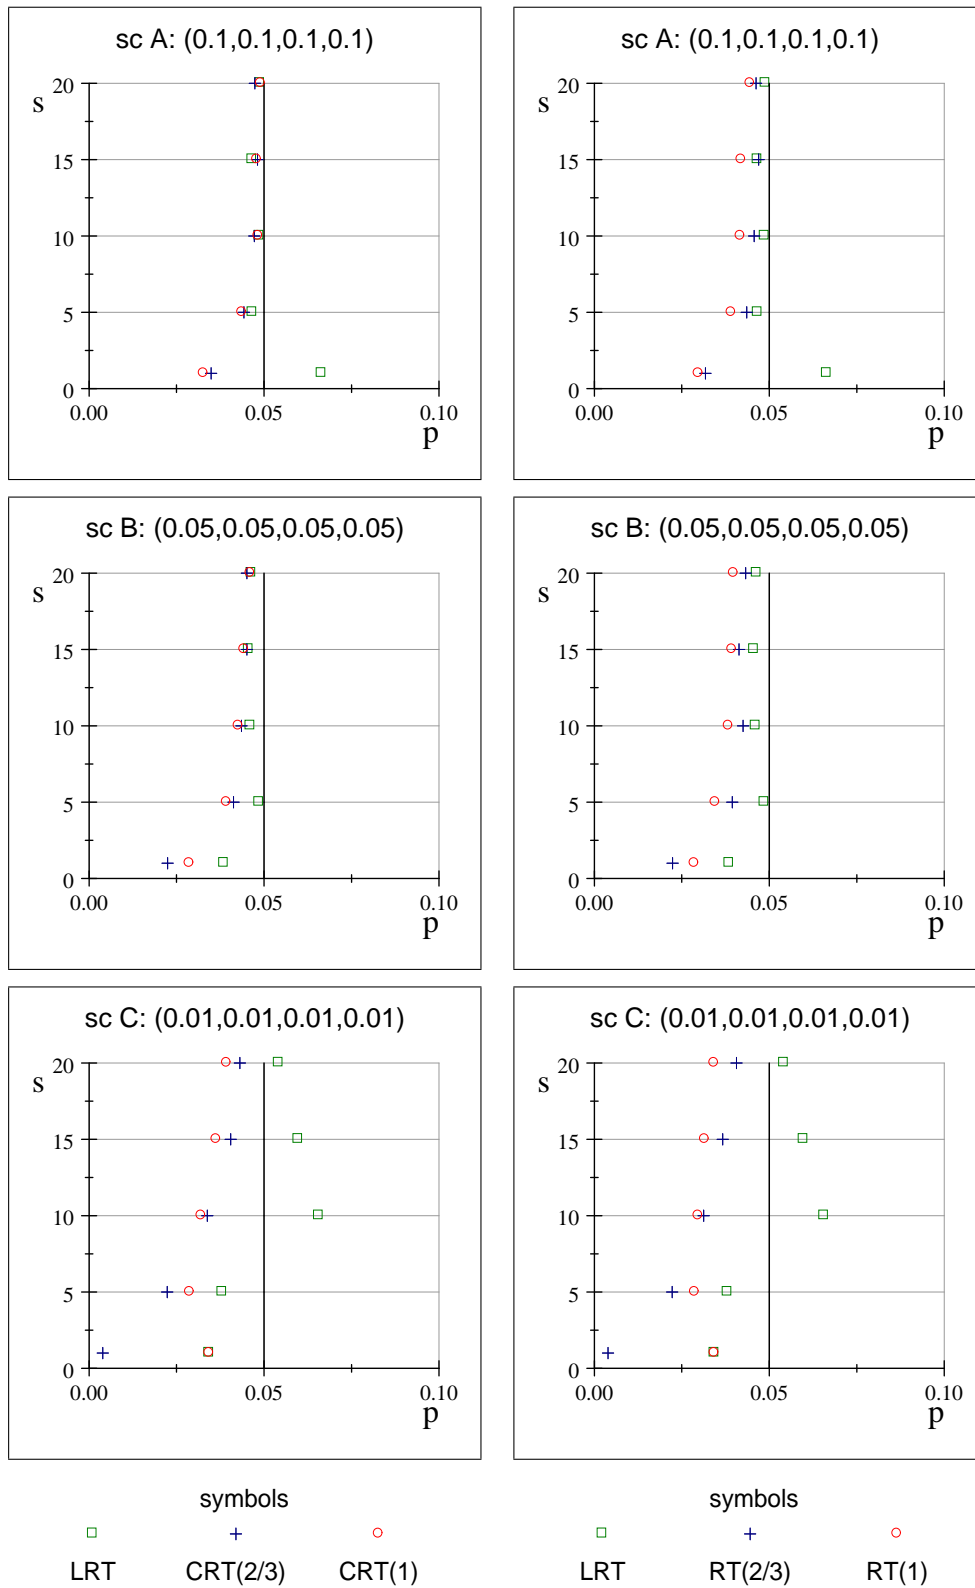 sc A: (0.1,0.1,0.1,0.1)
20
s
15
10
5
0
0.00
0.05
0.10
p
sc A: (0.1,0.1,0.1,0.1)
20
s
15
10
5
0
0.00
0.05
0.10
p
sc B: (0.05,0.05,0.05,0.05)
20
s
15
10
5
0
0.00
0.05
0.10
p
sc B: (0.05,0.05,0.05,0.05)
20
s
15
10
5
0
0.00
0.05
0.10
p
sc C: (0.01,0.01,0.01,0.01)
20
s
15
10
5
0
0.00
0.05
0.10
p
sc C: (0.01,0.01,0.01,0.01)
20
s
15
10
5
0
0.00
0.05
0.10
p
symbols
LRT CRT(2/3) CRT(1)
symbols
LRT RT(2/3) RT(1)